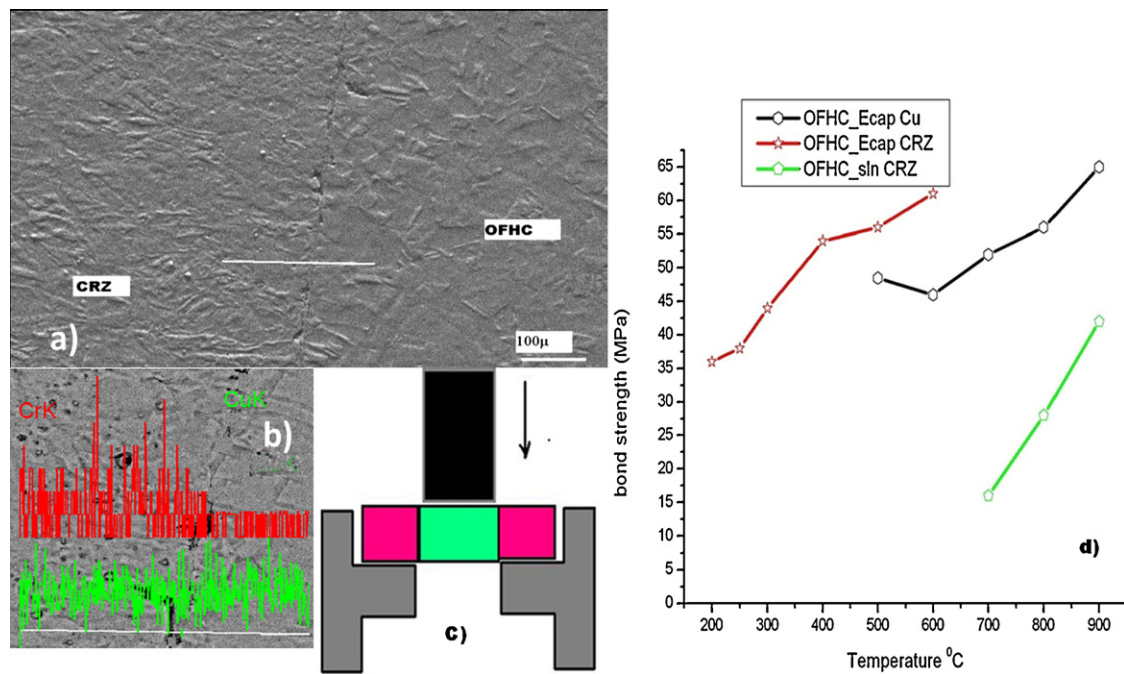 OFHC
CRZ
a)
100µ
CrK
CuK
b)
c)
OFHC_Ecap Cu
OFHC_Ecap CRZ
OFHC_sln CRZ
65
60
55
50
45
40
35
30
25
20
15
10
5
0
bond strength (MPa)
d)
200 300 400 500 600 700 800 900
Temperature ⁰C